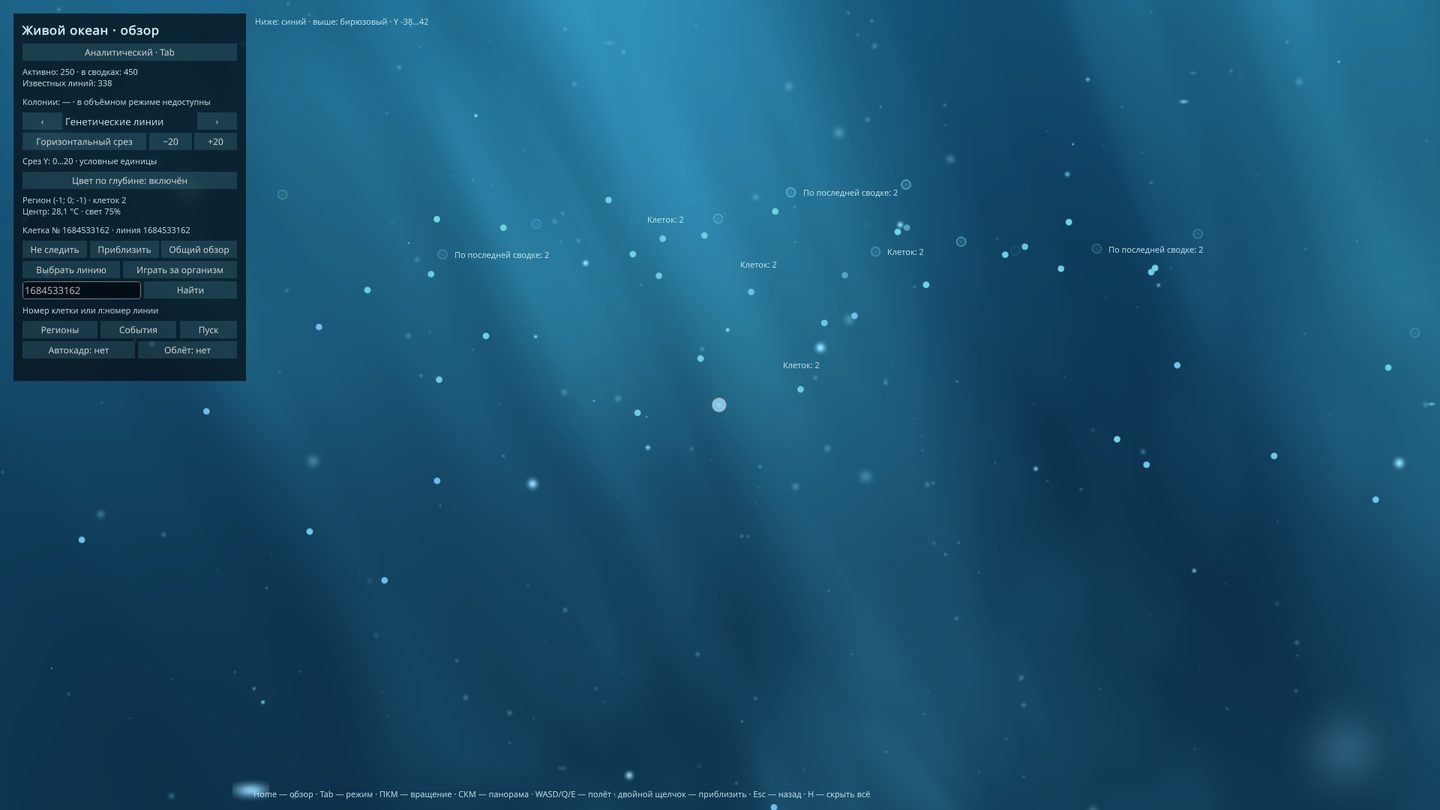 Живой океан · обзор
Аналитический · Tab
Активно: 250 · в сводках: 450
Известных линий: 338
Колонии: — · в объёмном режиме недоступны
‹ Генетические линии ›
Горизонтальный срез −20 +20
Срез Y: 0…20 · условные единицы
Цвет по глубине: включён
Регион (-1; 0; -1) · клеток 2
Центр: 28,1 °C · свет 75%
Клетка № 1684533162 · линия 1684533162
Не следить Приблизить Общий обзор
Выбрать линию Играть за организм
1684533162 Найти
Номер клетки или л:номер линии
Регионы События Пуск
Автокадр: нет Облёт: нет
Ниже: синий · выше: бирюзовый · Y -38…42
По последней сводке: 2
Клеток: 2
По последней сводке: 2
Клеток: 2
По последней сводке: 2
Клеток: 2
Клеток: 2
Home — обзор · Tab — режим · ПКМ — вращение · СКМ — панорама · WASD/Q/E — полёт · двойной щелчок — приблизить · Esc — назад · H — скрыть всё